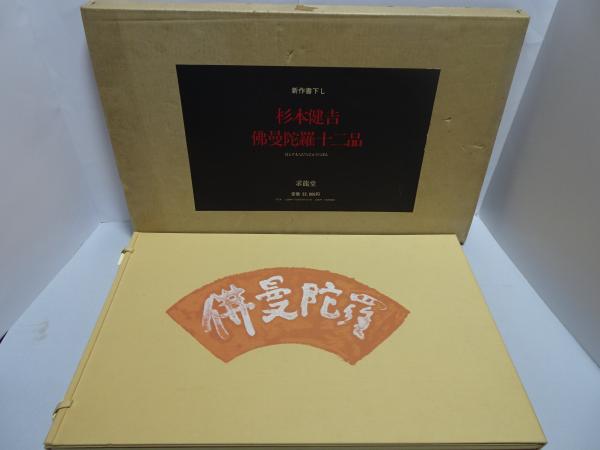 新作書下し
杉本健吉
佛曼陀羅十二品
求龍堂
佛曼陀羅